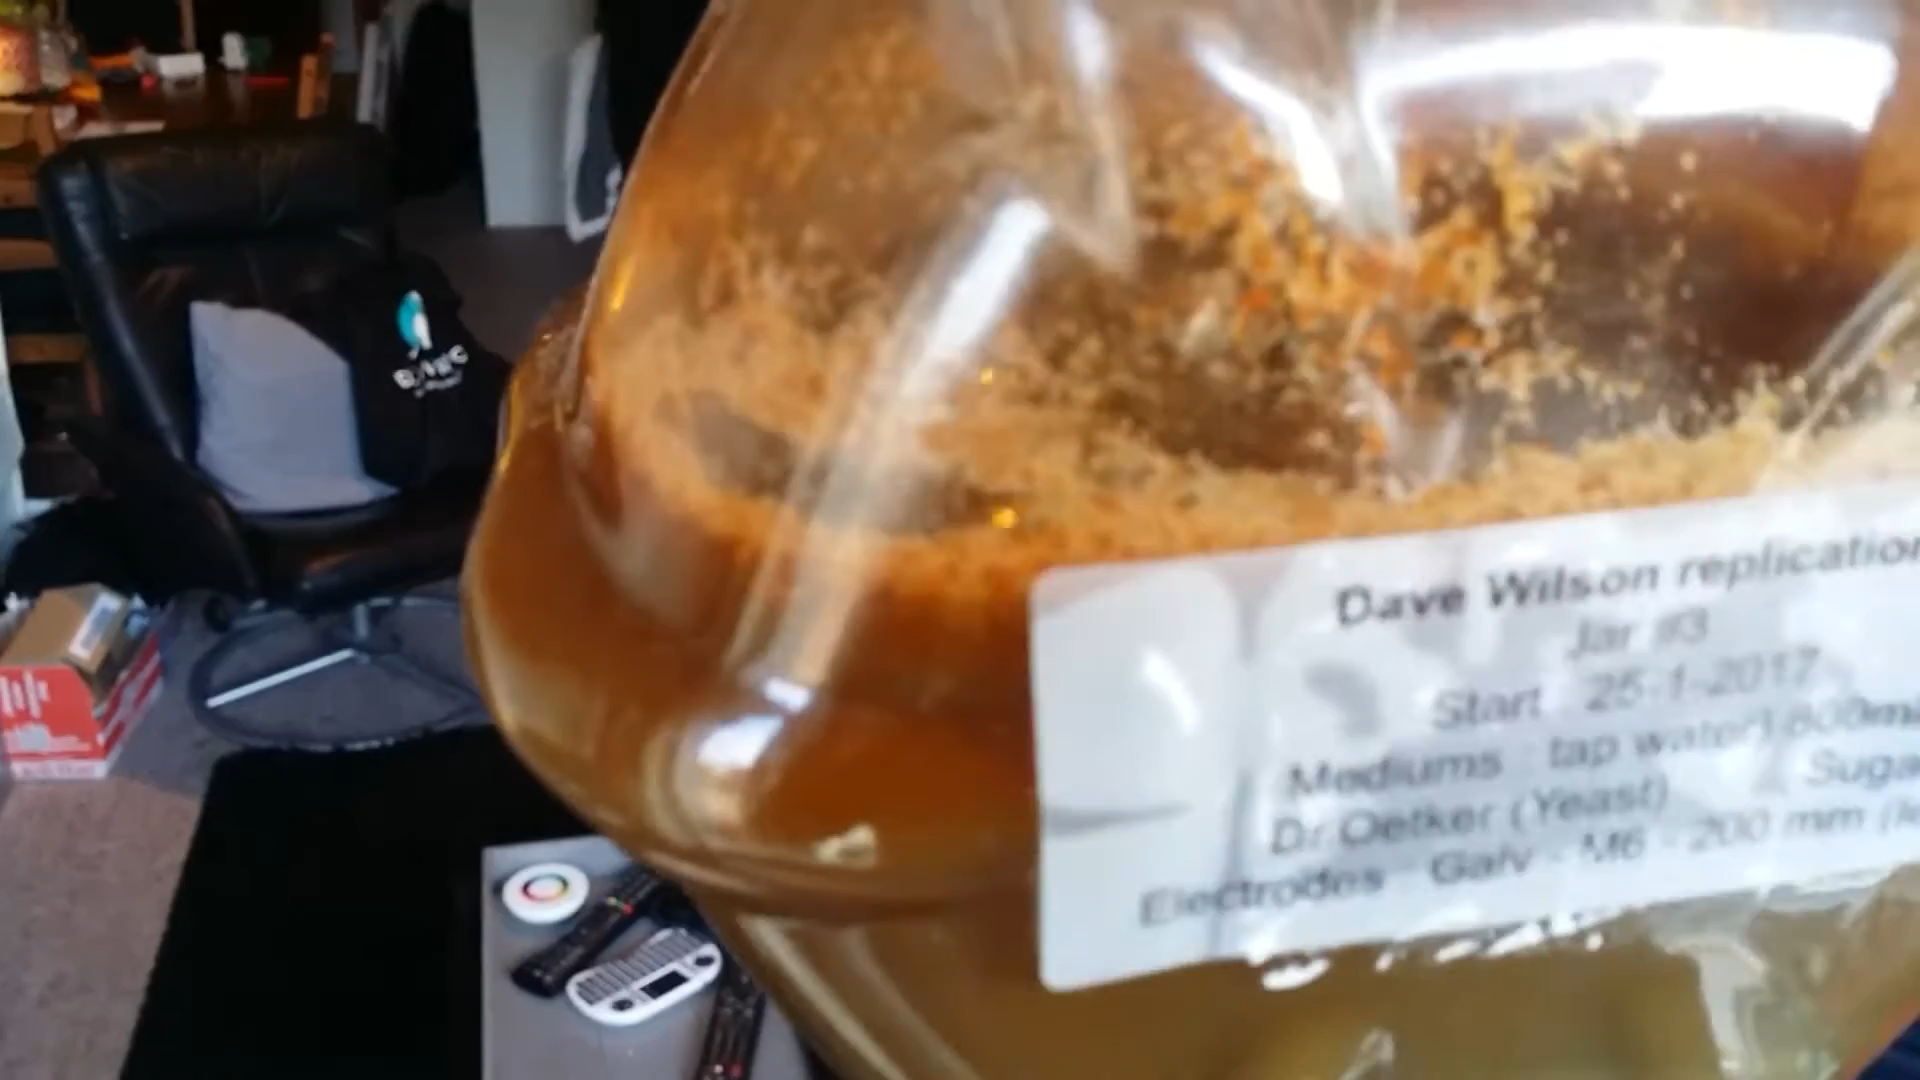 Dave Wilson replication
Jar #3
Start : 25-1-2017
Mediums : tap water
Dr.Oetker (Yeast) Suga
Electrodes : Galv - M6 - 200 mm